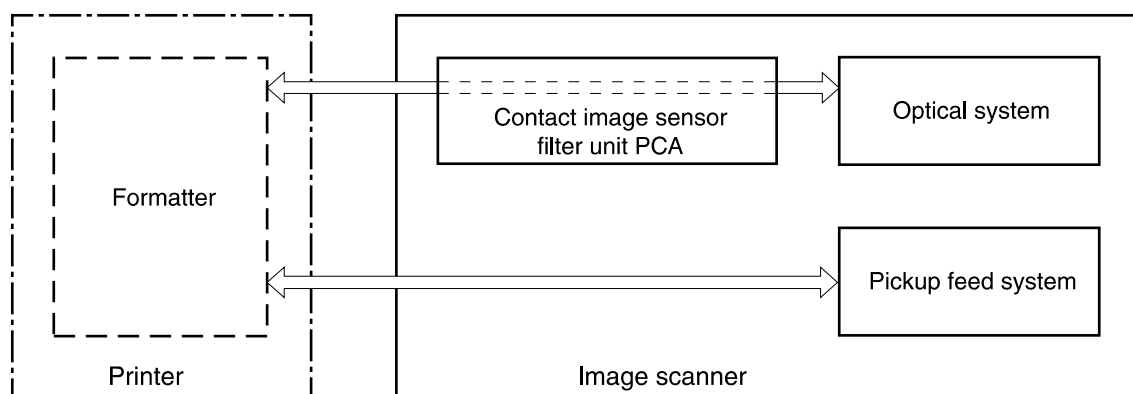 Contact image sensor
filter unit PCA
Optical system
Formatter
Pickup feed system
Printer
Image scanner